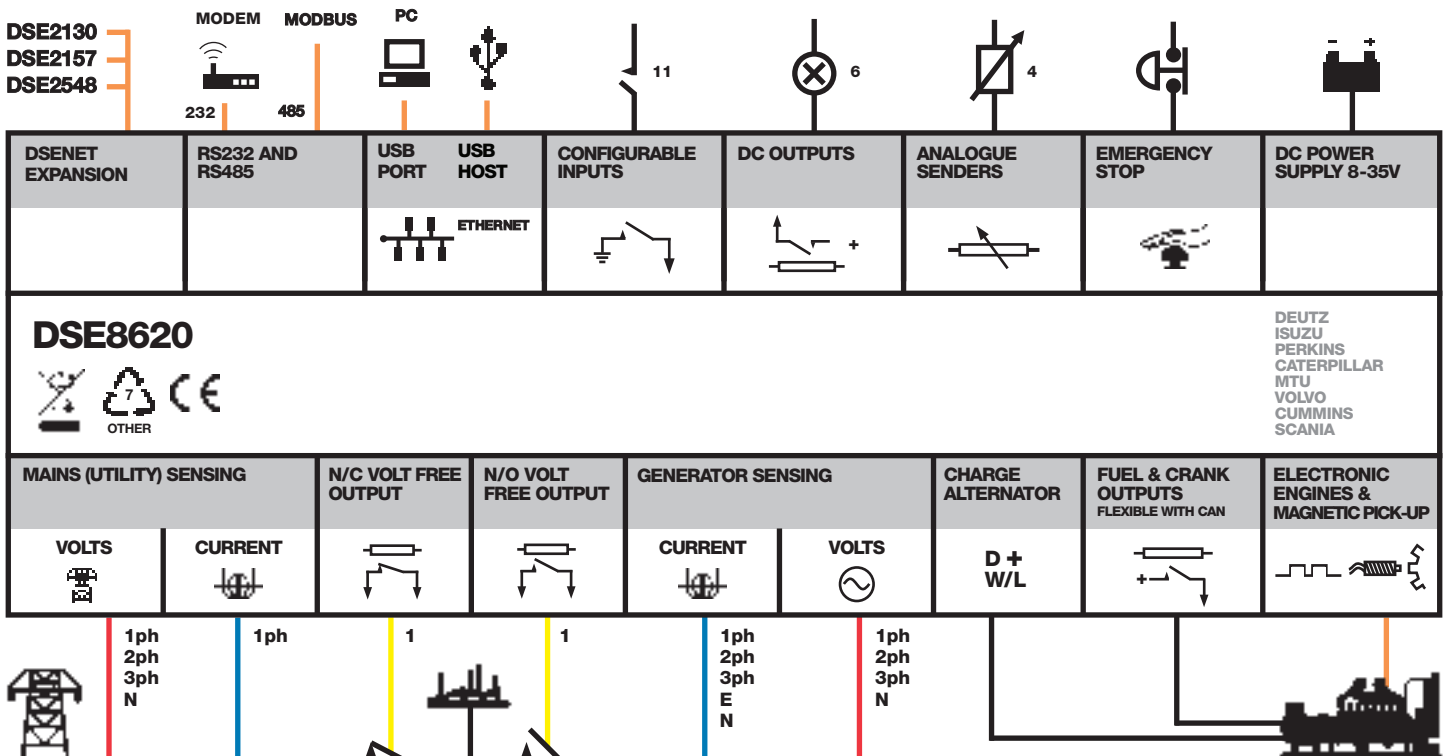 DSE2130
DSE2157
DSE2548
MODEM
MODBUS
PC
232
485
11
6
4
- +
DSENET
EXPANSION
RS232 AND
RS485
USB
PORT
USB
HOST
CONFIGURABLE
INPUTS
DC OUTPUTS
ANALOGUE
SENDERS
EMERGENCY
STOP
DC POWER
SUPPLY 8-35V
ETHERNET
+
DSE8620
7
OTHER
CE
DEUTZ
ISUZU
PERKINS
CATERPILLAR
MTU
VOLVO
CUMMINS
SCANIA
MAINS (UTILITY) SENSING
N/C VOLT FREE
OUTPUT
N/O VOLT
FREE OUTPUT
GENERATOR SENSING
CHARGE
ALTERNATOR
FUEL & CRANK
OUTPUTS
FLEXIBLE WITH CAN
ELECTRONIC
ENGINES &
MAGNETIC PICK-UP
VOLTS
CURRENT
CURRENT
VOLTS
D +
W/L
+
1ph
2ph
3ph
N
1ph
1
1
1ph
2ph
3ph
E
N
1ph
2ph
3ph
N